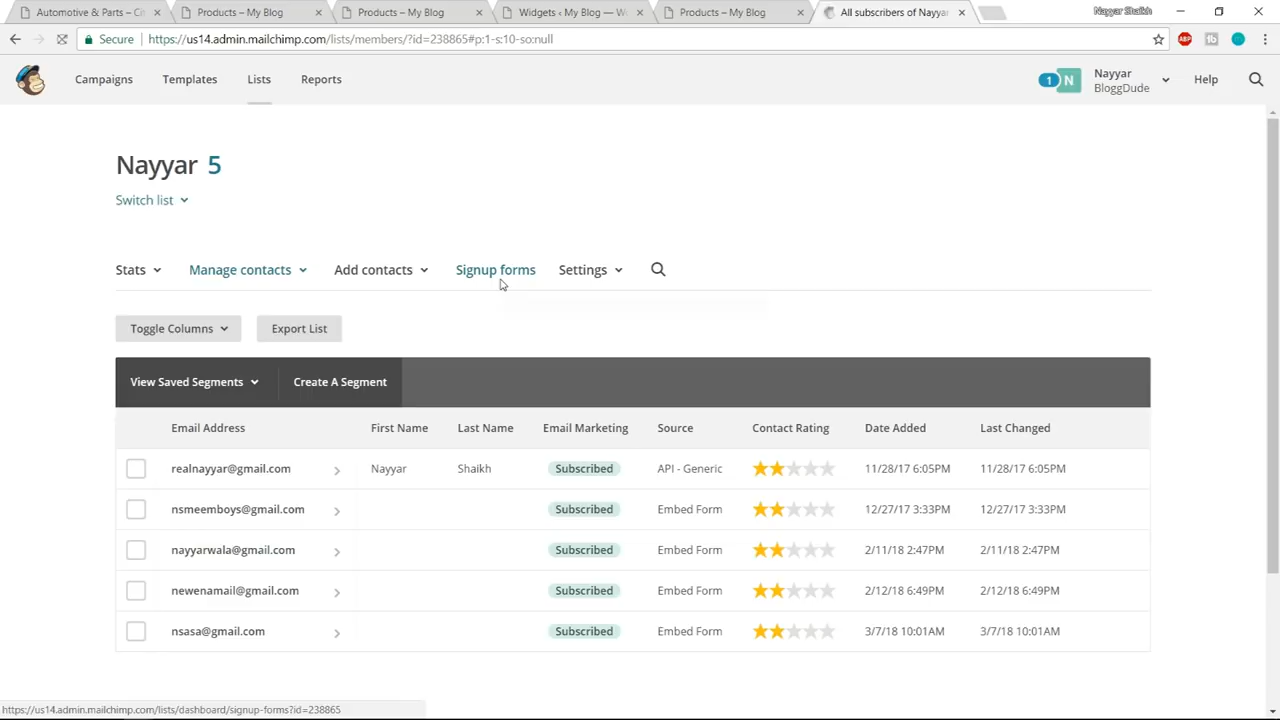 Automotive & Parts – Cit
Products – My Blog
Products – My Blog
Widgets ‹ My Blog — W
Products – My Blog
All subscribers of Nayyar
Nayyar Shaikh
Secure
https://us14.admin.mailchimp.com/lists/members/?id=238865#p:1-s:10-so:null
ABP
Campaigns
Templates
Lists
Reports
1
N
Nayyar
BloggDude
Help
Nayyar 5
Switch list
Stats
Manage contacts
Add contacts
Signup forms
Settings
Toggle Columns
Export List
View Saved Segments
Create A Segment
Email Address First Name Last Name Email Marketing Source Contact Rating Date Added Last Changed
realnayyar@gmail.com Nayyar Shaikh Subscribed API - Generic 11/28/17 6:05PM 11/28/17 6:05PM
nsmeemboys@gmail.com Subscribed Embed Form 12/27/17 3:33PM 12/27/17 3:33PM
nayyarwala@gmail.com Subscribed Embed Form 2/11/18 2:47PM 2/11/18 2:47PM
newenamail@gmail.com Subscribed Embed Form 2/12/18 6:49PM 2/12/18 6:49PM
nsasa@gmail.com Subscribed Embed Form 3/7/18 10:01AM 3/7/18 10:01AM
https://us14.admin.mailchimp.com/lists/dashboard/signup-forms?id=238865